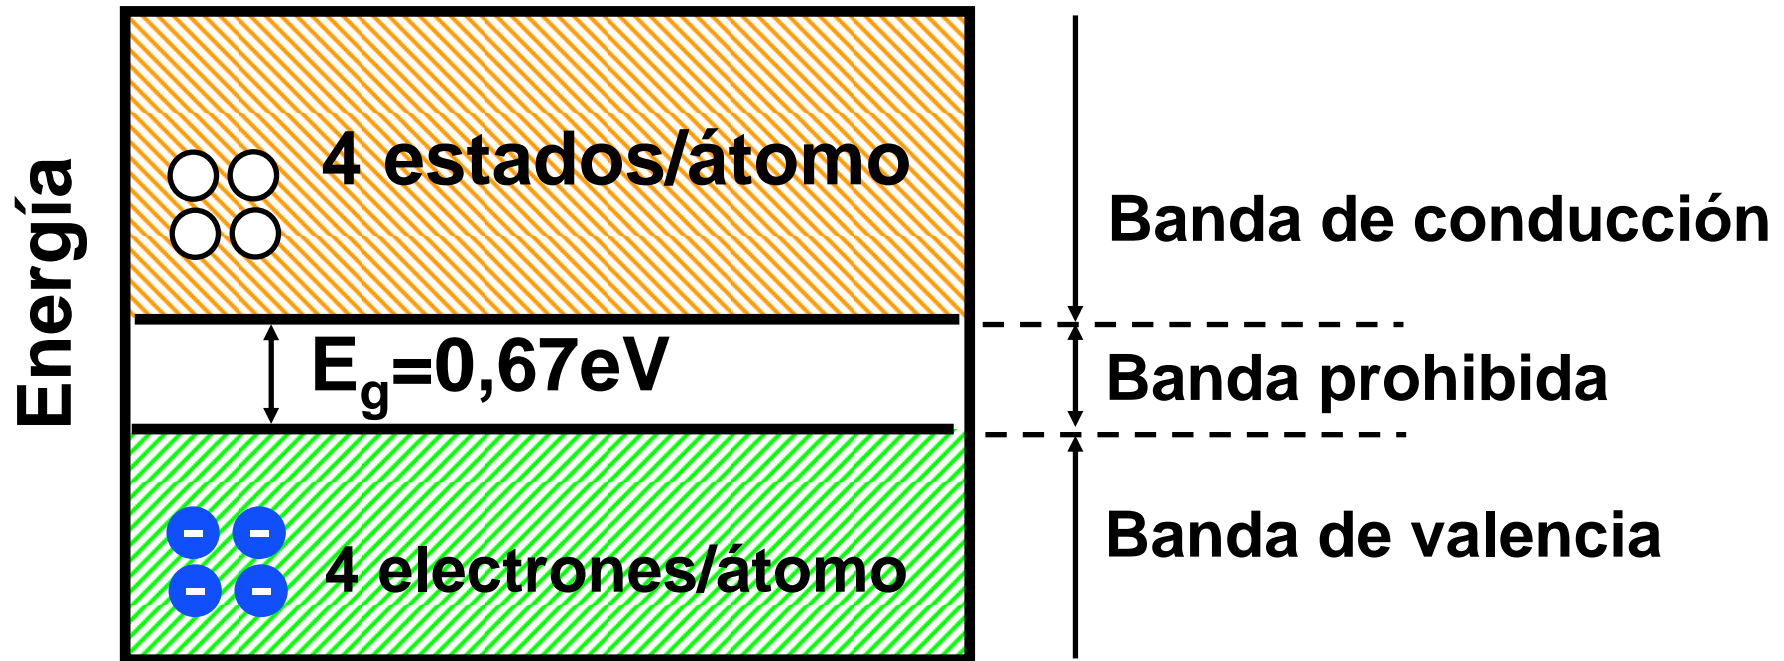 Energía
4 estados/átomo
Banda de conducción
Eg=0,67eV
Banda prohibida
- -
- -
4 electrones/átomo
Banda de valencia